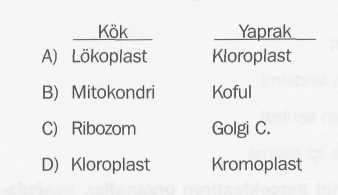 Kök Yaprak
A) Lökoplast Kloroplast
B) Mitokondri Koful
C) Ribozom Golgi C.
D) Kloroplast Kromoplast